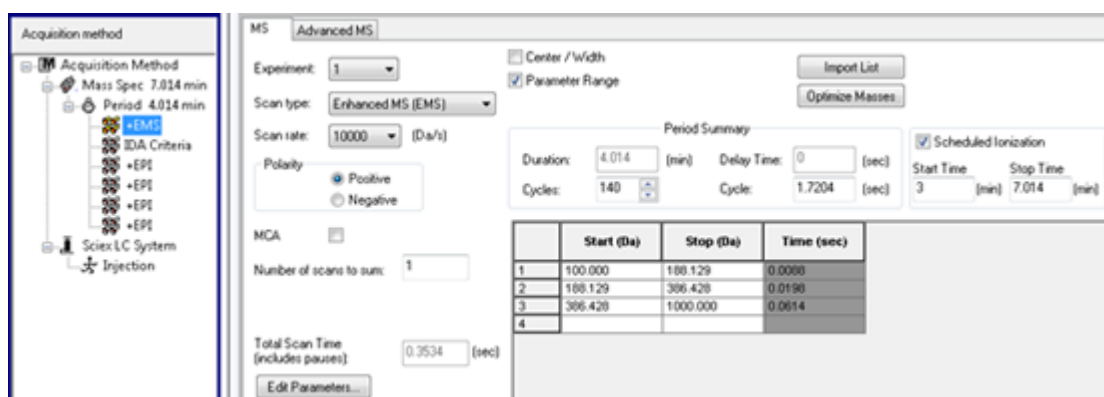 Acquisition method
Acquisition Method
Mass Spec 7.014 min
Period 4.014 min
+EMS
IDA Criteria
+EPI
+EPI
+EPI
+EPI
Sciex LC System
Injection
MS
Advanced MS
Experiment: 1
Scan type: Enhanced MS (EMS)
Scan rate: 10000 (Da/s)
Polarity
Positive
Negative
MCA
Number of scans to sum: 1
Total Scan Time
(includes pauses): 0.3534 (sec)
Edit Parameters...
Center / Width
Parameter Range
Import List
Optimize Masses
Period Summary
Duration: 4.014 (min) Delay Time: 0 (sec)
Cycles: 140 Cycle: 1.7204 (sec)
Scheduled Ionization
Start Time Stop Time
3 (min) 7.014 (min)
Start (Da) Stop (Da) Time (sec)
1 100.000 188.129 0.0088
2 188.129 386.428 0.0198
3 386.428 1000.000 0.0614
4